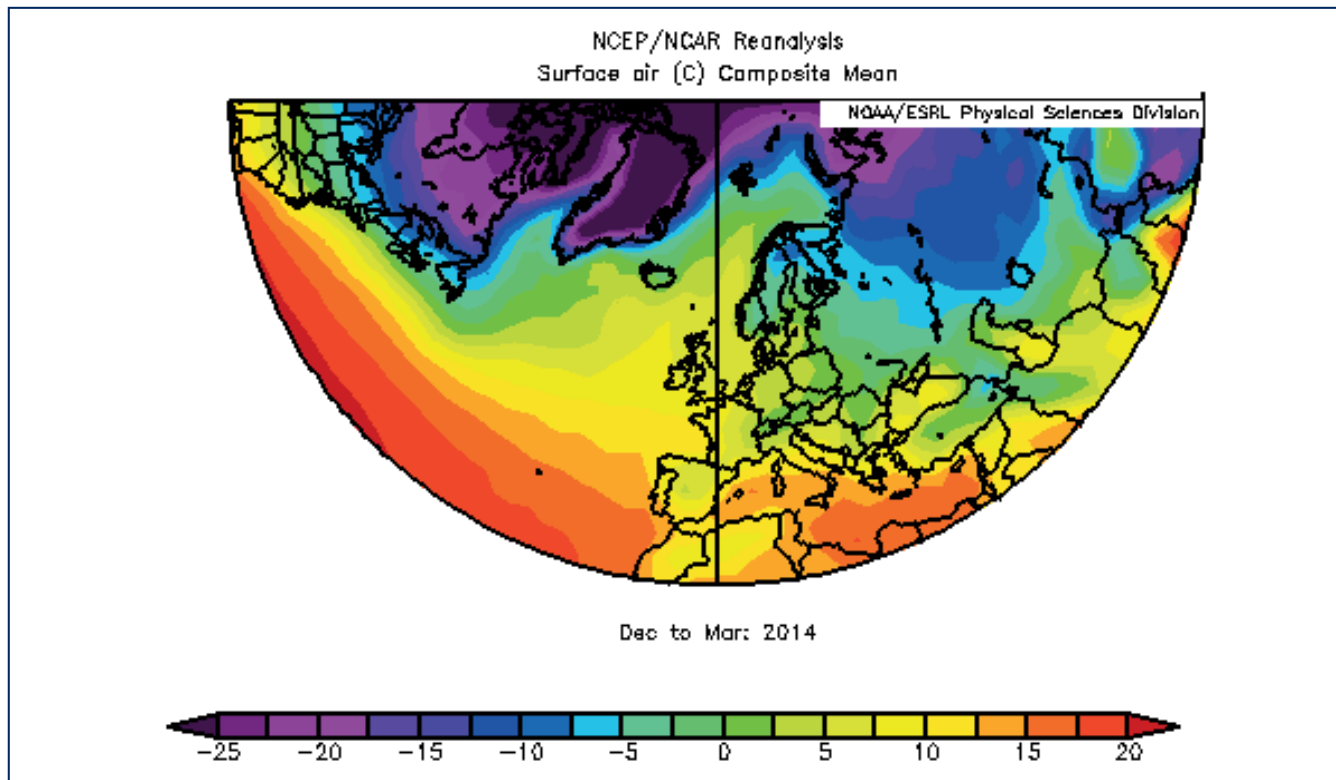 NCEP/NCAR Reanalysis
Surface air (C) Composite Mean
NOAA/ESRL Physical Sciences Division
Dec to Mar: 2014
-25 -20 -15 -10 -5 0 5 10 15 20